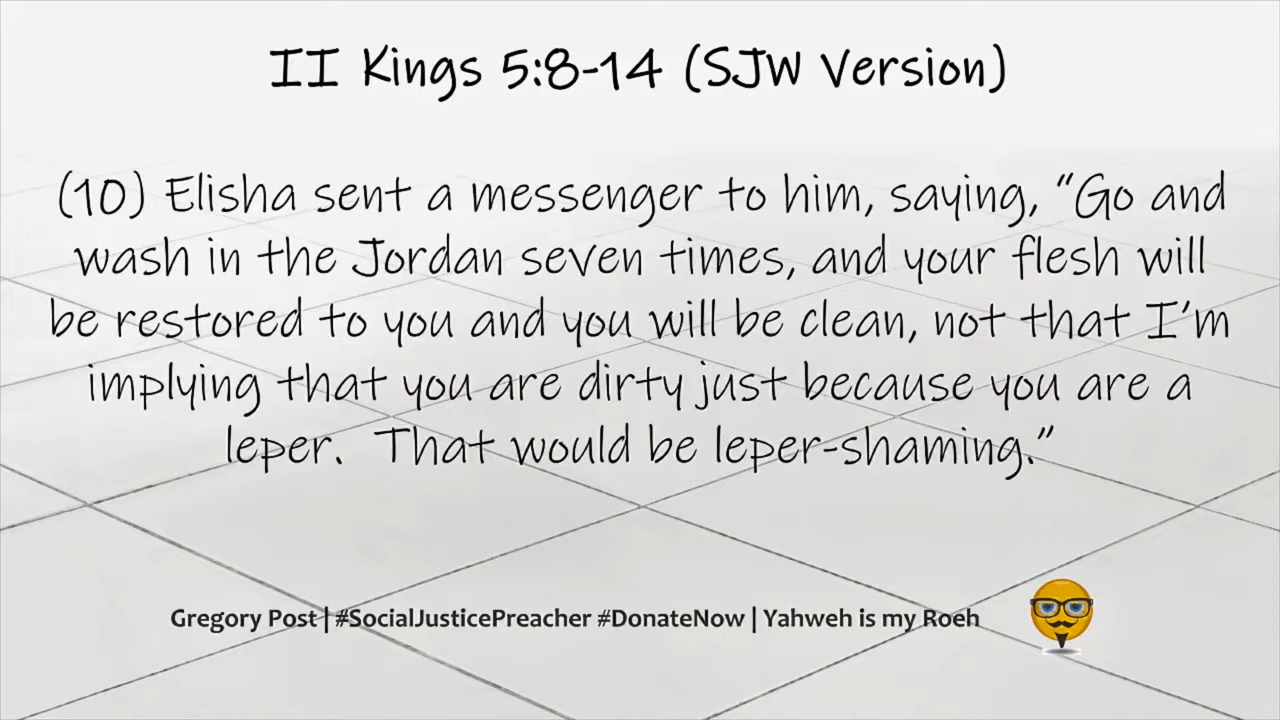 II Kings 5:8-14 (SJW Version)
(10) Elisha sent a messenger to him, saying, “Go and
wash in the Jordan seven times, and your flesh will
be restored to you and you will be clean, not that I’m
implying that you are dirty just because you are a
leper.  That would be leper-shaming.”
Gregory Post | #SocialJusticePreacher #DonateNow | Yahweh is my Roeh